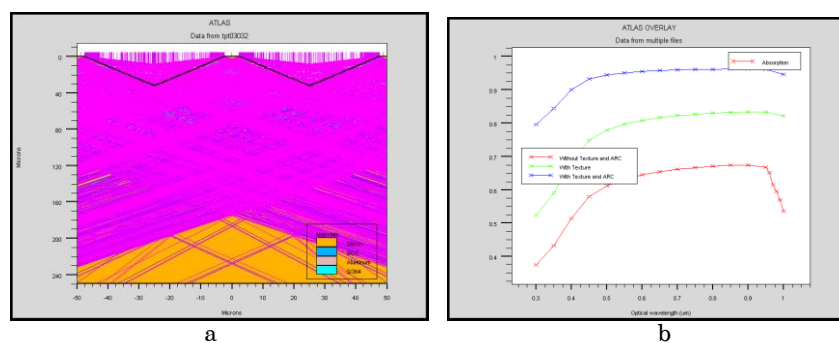 ATLAS
Data from tpt03032
0
40
80
120
160
200
240
Microns
-50
-40
-30
-20
-10
0
10
20
30
40
50
Microns
Materials
Silicon
SiO2
Aluminum
Si3N4
a
ATLAS OVERLAY
Data from multiple files
Absorption
1
0.9
0.8
0.7
0.6
0.5
0.4
Without Texture and ARC
With Texture
With Texture and ARC
0.3
0.4
0.5
0.6
0.7
0.8
0.9
1
Optical wavelength (um)
b